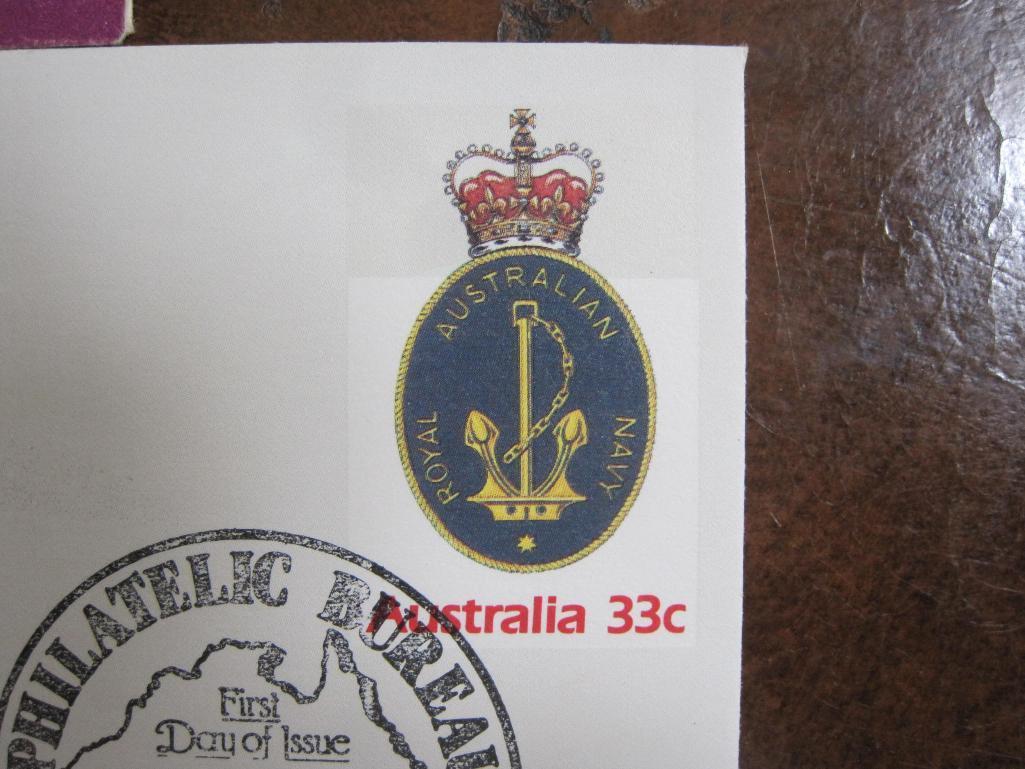 ROYAL AUSTRALIAN NAVY
Australia 33c
PHILATELIC BUREAU
First
Day of Issue